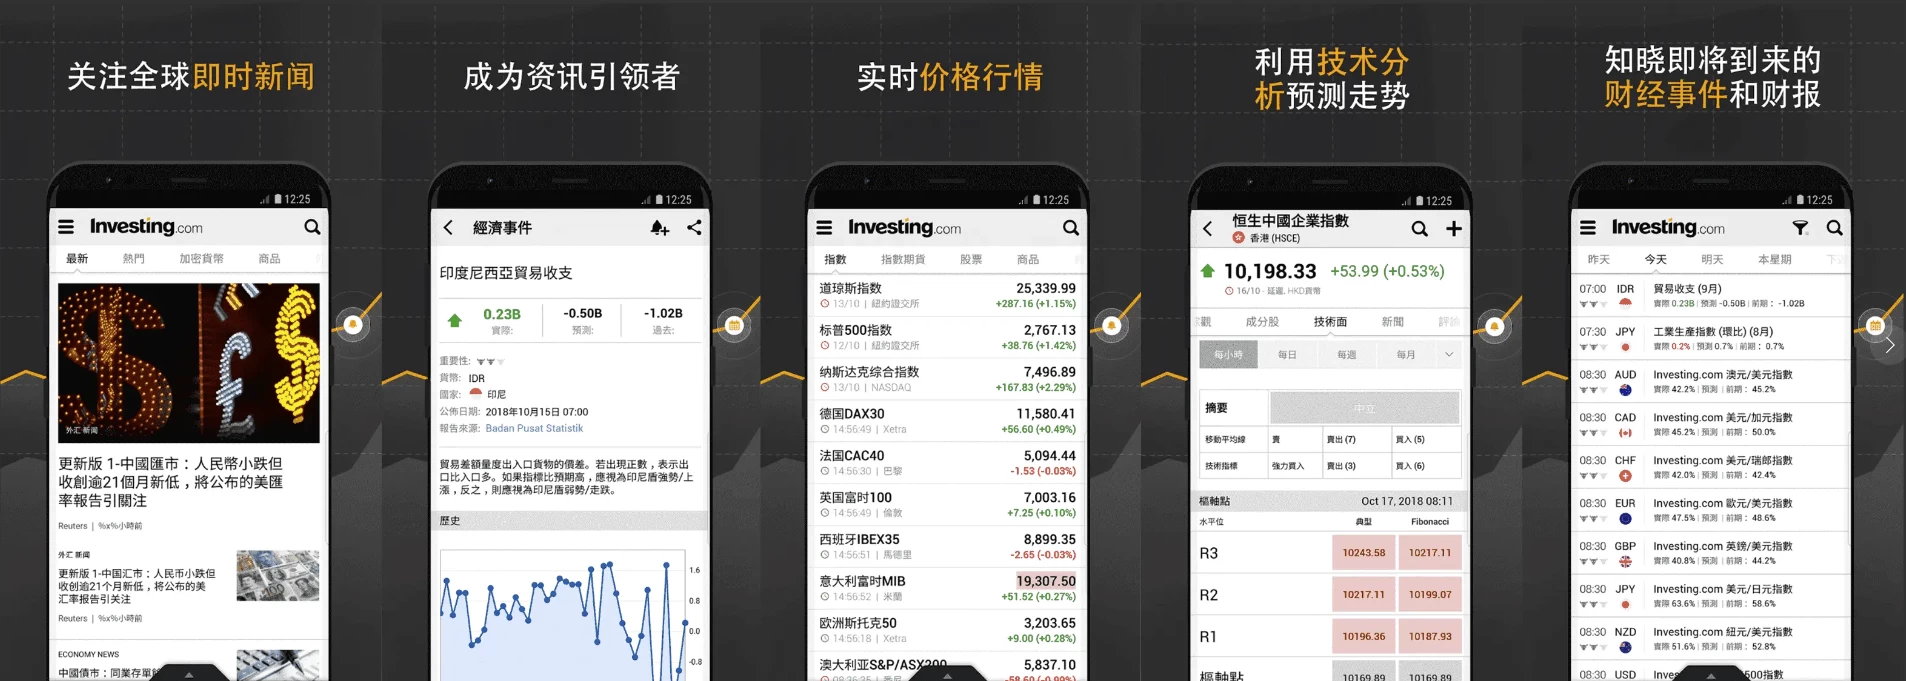 关注全球即时新闻
12:25
Investing.com
最新 熱門 加密貨幣 商品
外汇 新闻
更新版 1-中國匯市：人民幣小跌但
收創逾21個月新低，將公布的美匯
率報告引關注
Reuters | %x%小時前
外汇 新闻
更新版 1-中国汇市：人民币小跌但
收创逾21个月新低，将公布的美
汇率报告引关注
Reuters | %x%小時前
ECONOMY NEWS
中國債市：同業存單
成为资讯引领者
12:25
經濟事件
印度尼西亞貿易收支
0.23B -0.50B -1.02B
實際: 預測: 過去:
重要性:
貨幣: IDR
國家: 印尼
公佈日期: 2018年10月15日 07:00
報告來源: Badan Pusat Statistik
貿易差額量度出入口貨物的價差。若出現正數，表示出
口比入口多。如果指標比預期高，應視為印尼盾強勢/上
漲，反之，則應視為印尼盾弱勢/走跌。
歷史
1.6
0.8
0.0
-0.8
实时价格行情
12:25
Investing.com
指數 指數期貨 股票 商品
道琼斯指数 25,339.99
13/10 | 紐約證交所 +287.16 (+1.15%)
标普500指数 2,767.13
12/10 | 紐約證交所 +38.76 (+1.42%)
纳斯达克综合指数 7,496.89
13/10 | NASDAQ +167.83 (+2.29%)
德国DAX30 11,580.41
14:56:49 | Xetra +56.60 (+0.49%)
法国CAC40 5,094.44
14:56:30 | 巴黎 -1.53 (-0.03%)
英国富时100 7,003.16
14:56:49 | 倫敦 +7.25 (+0.10%)
西班牙IBEX35 8,899.35
14:56:51 | 馬德里 -2.65 (-0.03%)
意大利富时MIB 19,307.50
14:56:52 | 米蘭 +51.52 (+0.27%)
欧洲斯托克50 3,203.65
14:56:18 | Xetra +9.00 (+0.28%)
澳大利亚S&P/ASX200 5,837.10
08:36:35 | 悉尼 -58.60 (-0.99%)
利用技术分
析预测走势
12:25
恒生中國企業指數
香港 (HSCE)
10,198.33 +53.99 (+0.53%)
16/10 - 延遲. HKD貨幣
成分股 技術面 新聞 評論
每小時 每日 每週 每月
摘要 中立
移動平均線 賣 賣出 (7) 買入 (5)
技術指標 強力買入 賣出 (3) 買入 (6)
樞軸點 Oct 17, 2018 08:11
水平位 典型 Fibonacci
R3 10243.58 10217.11
R2 10217.11 10199.07
R1 10196.36 10187.93
樞軸點 10169.89 10169.89
知晓即将到来的
财经事件和财报
12:25
Investing.com
昨天 今天 明天 本星期
07:00 IDR 貿易收支 (9月)
實際 0.23B | 預測 -0.50B | 前期： -1.02B
07:30 JPY 工業生產指數 (環比) (8月)
實際 0.2% | 預測 0.7% | 前期： 0.7%
08:30 AUD Investing.com 澳元/美元指數
實際 42.2% | 預測 | 前期： 45.2%
08:30 CAD Investing.com 美元/加元指數
實際 45.2% | 預測 | 前期： 50.0%
08:30 CHF Investing.com 美元/瑞郎指數
實際 42.0% | 預測 | 前期： 42.4%
08:30 EUR Investing.com 歐元/美元指數
實際 47.5% | 預測 | 前期： 48.6%
08:30 GBP Investing.com 英鎊/美元指數
實際 40.8% | 預測 | 前期： 44.2%
08:30 JPY Investing.com 美元/日元指數
實際 63.6% | 預測 | 前期： 58.6%
08:30 NZD Investing.com 紐元/美元指數
實際 51.6% | 預測 | 前期： 52.8%
08:30 USD 500指數